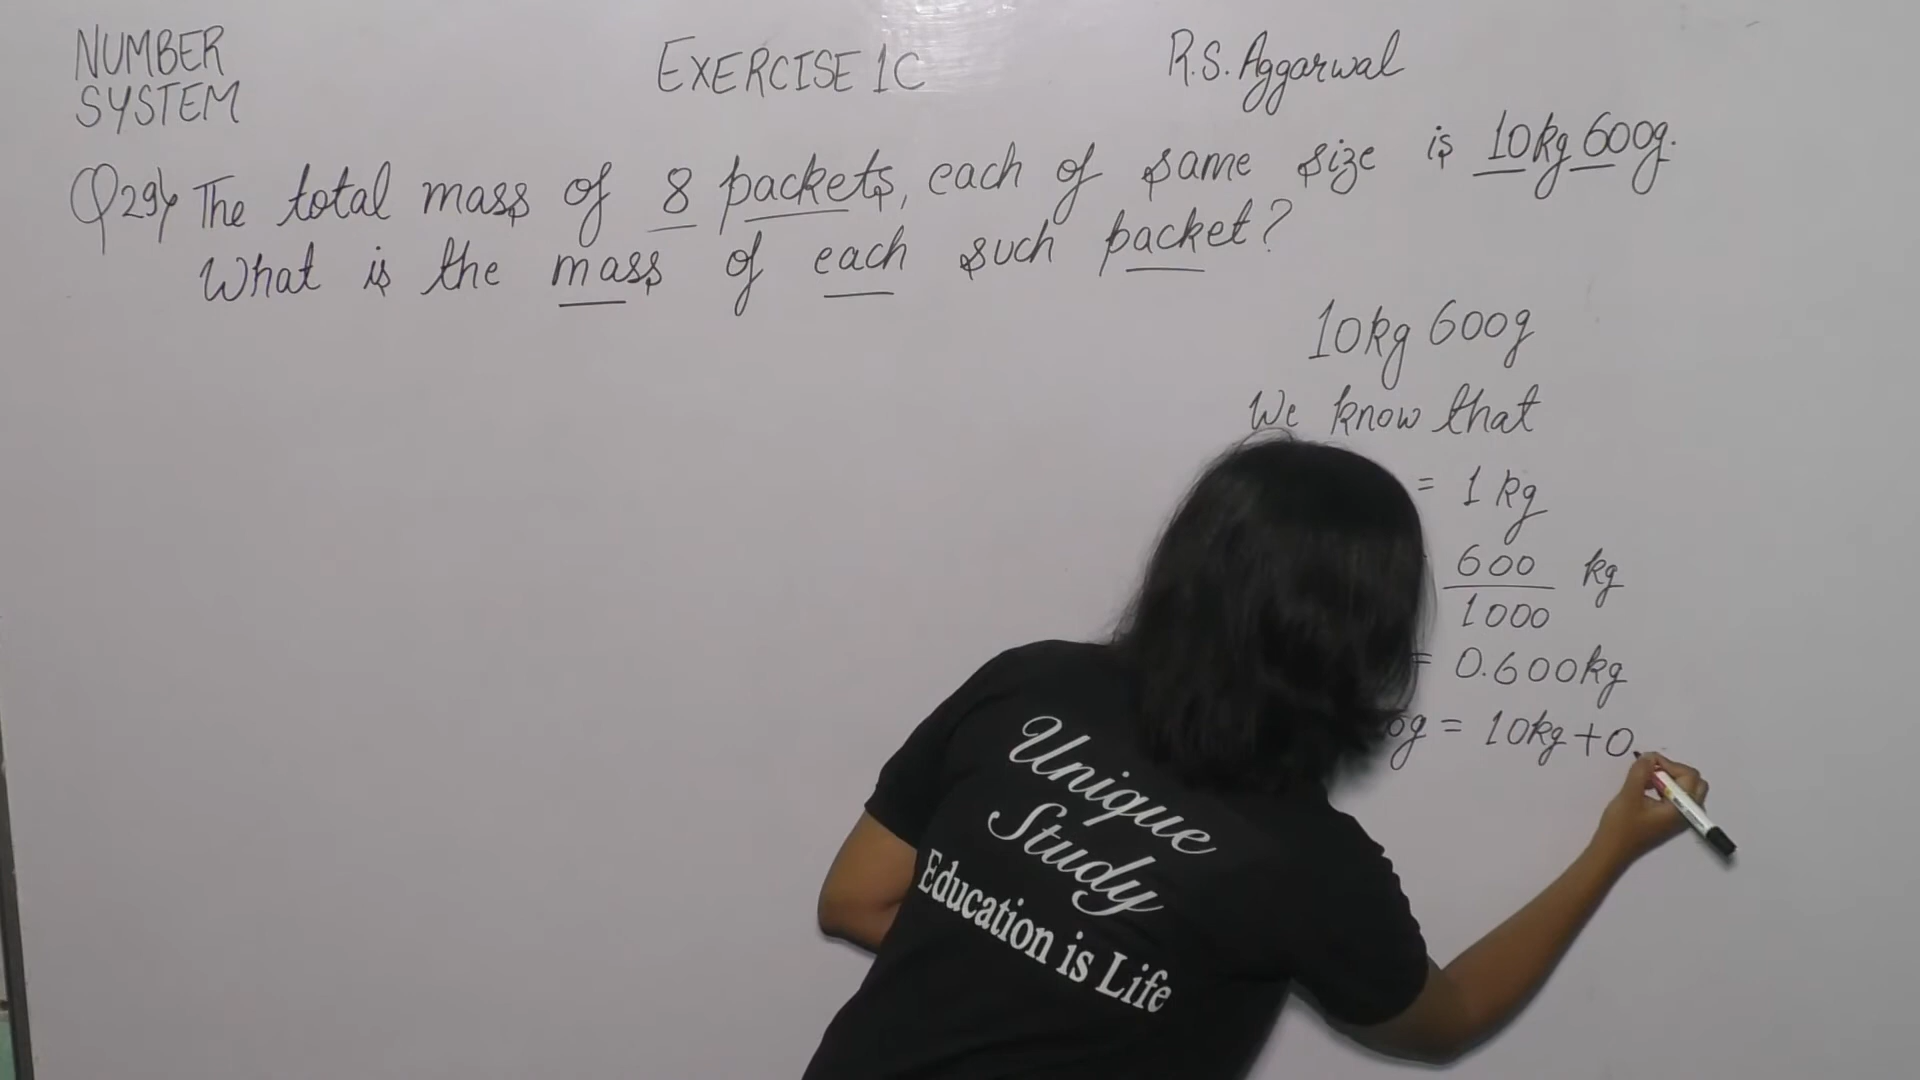 NUMBER
SYSTEM
EXERCISE 1C
R.S. Aggarwal
Q29) The total mass of 8 packets, each of same size is 10kg 600g.
What is the mass of each such packet?
10kg 600g
We know that
= 1 kg
600 kg
1000
= 0.600kg
0g = 10kg+0.
Unique
Study
Education is Life